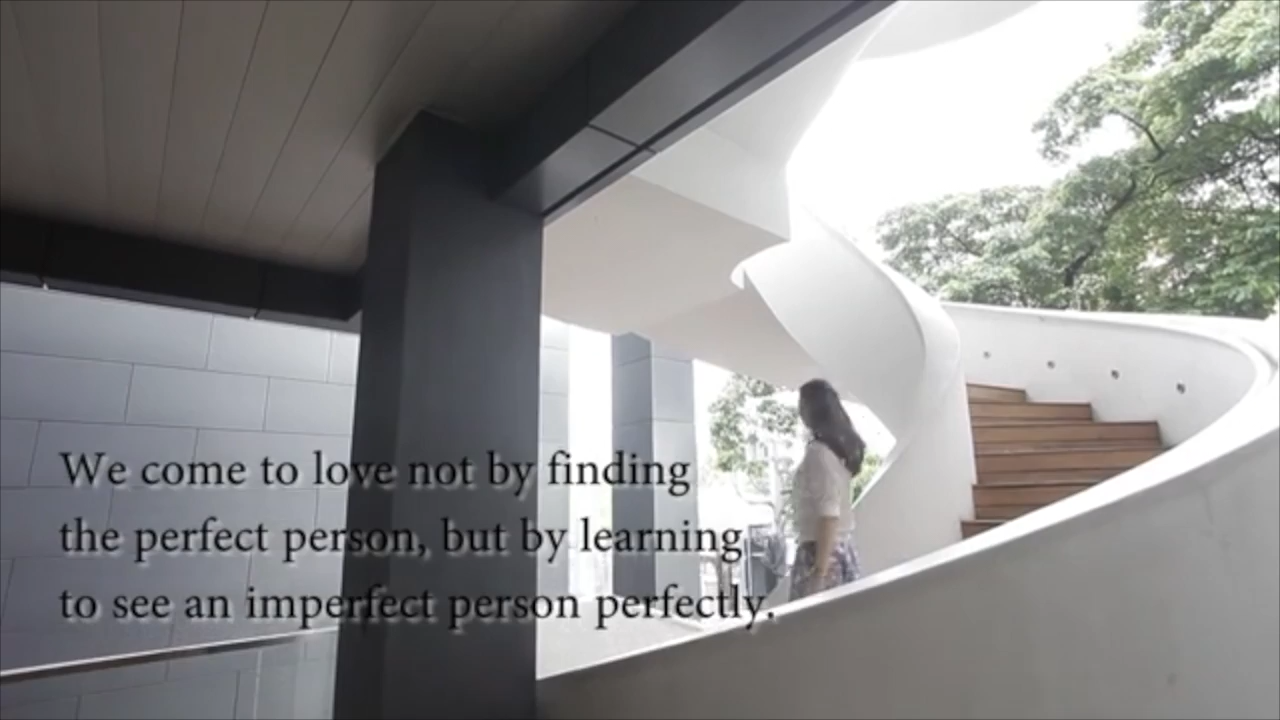 We come to love not by finding
the perfect person, but by learning
to see an imperfect person perfectly.